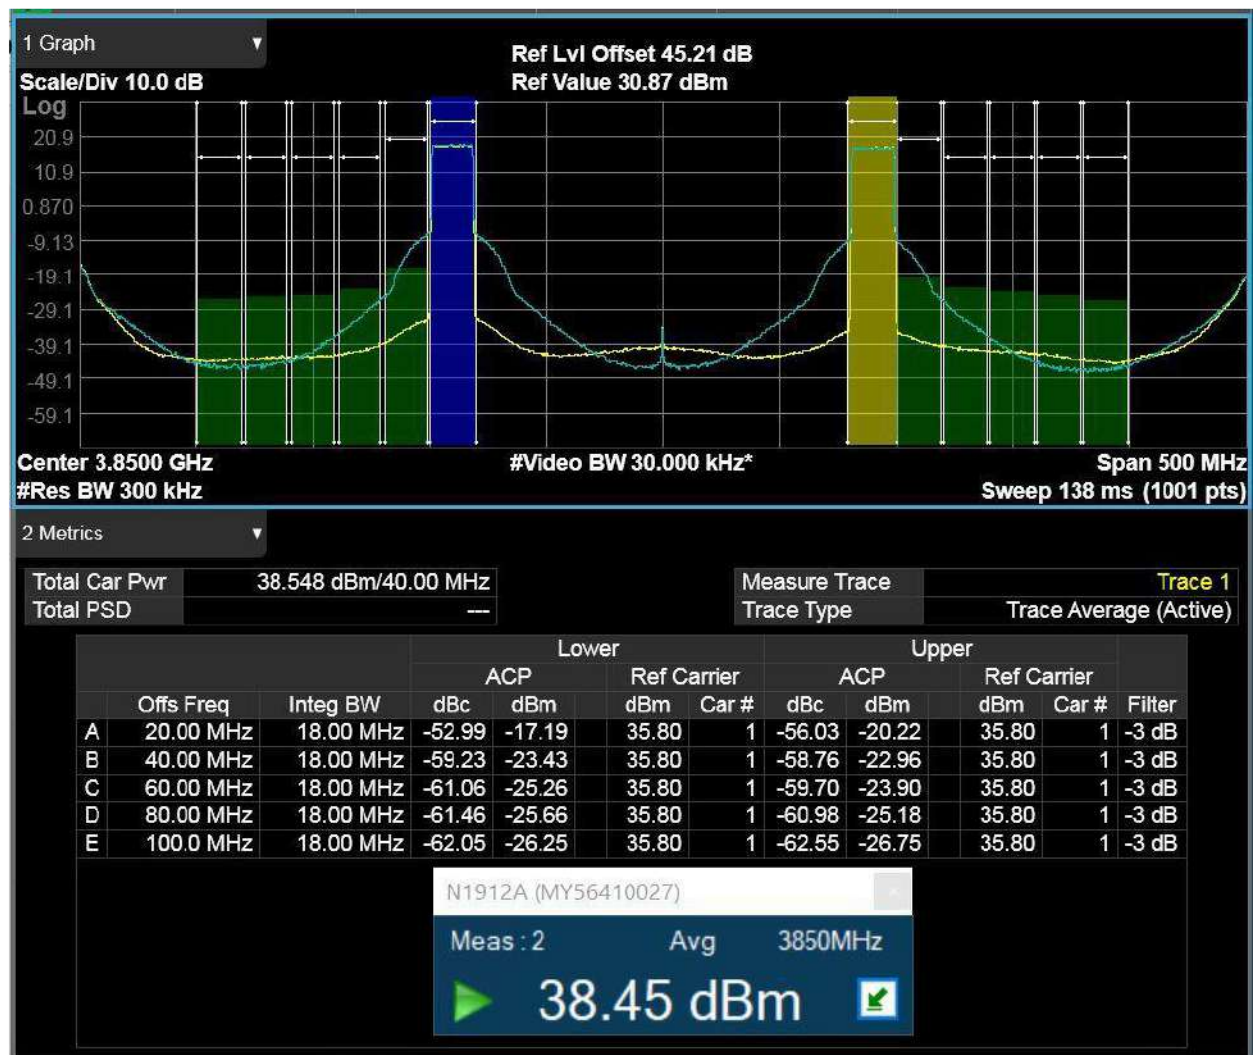 1 Graph
Ref Lvl Offset 45.21 dB
Scale/Div 10.0 dB
Ref Value 30.87 dBm
Log
20.9
10.9
0.870
-9.13
-19.1
-29.1
-39.1
-49.1
-59.1
Center 3.8500 GHz
#Video BW 30.000 kHz*
Span 500 MHz
#Res BW 300 kHz
Sweep 138 ms (1001 pts)
2 Metrics
Total Car Pwr 38.548 dBm/40.00 MHz Measure Trace Trace 1
Total PSD --- Trace Type Trace Average (Active)
Lower Upper
ACP Ref Carrier ACP Ref Carrier
Offs Freq Integ BW dBc dBm dBm Car # dBc dBm dBm Car # Filter
A 20.00 MHz 18.00 MHz -52.99 -17.19 35.80 1 -56.03 -20.22 35.80 1 -3 dB
B 40.00 MHz 18.00 MHz -59.23 -23.43 35.80 1 -58.76 -22.96 35.80 1 -3 dB
C 60.00 MHz 18.00 MHz -61.06 -25.26 35.80 1 -59.70 -23.90 35.80 1 -3 dB
D 80.00 MHz 18.00 MHz -61.46 -25.66 35.80 1 -60.98 -25.18 35.80 1 -3 dB
E 100.0 MHz 18.00 MHz -62.05 -26.25 35.80 1 -62.55 -26.75 35.80 1 -3 dB
N1912A (MY56410027)
Meas : 2 Avg 3850MHz
38.45 dBm